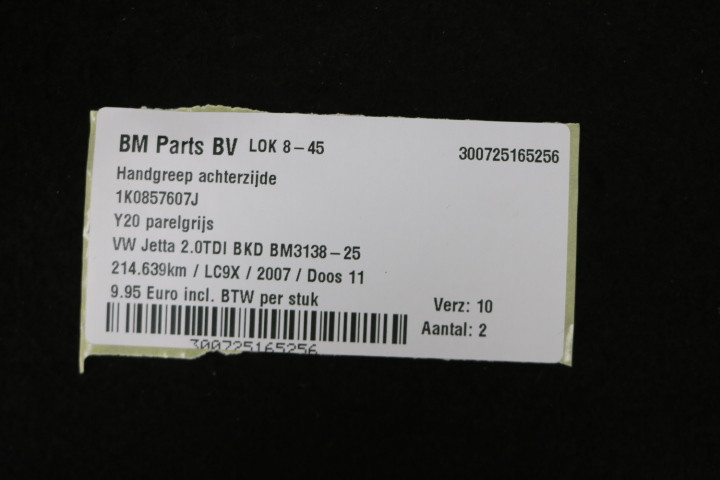 BM Parts BV LOK 8-45 300725165256
Handgreep achterzijde
1K0857607J
Y20 parelgrijs
VW Jetta 2.0TDI BKD BM3138-25
214.639km / LC9X / 2007 / Doos 11
9.95 Euro incl. BTW per stuk
Verz: 10
Aantal: 2
300725165256